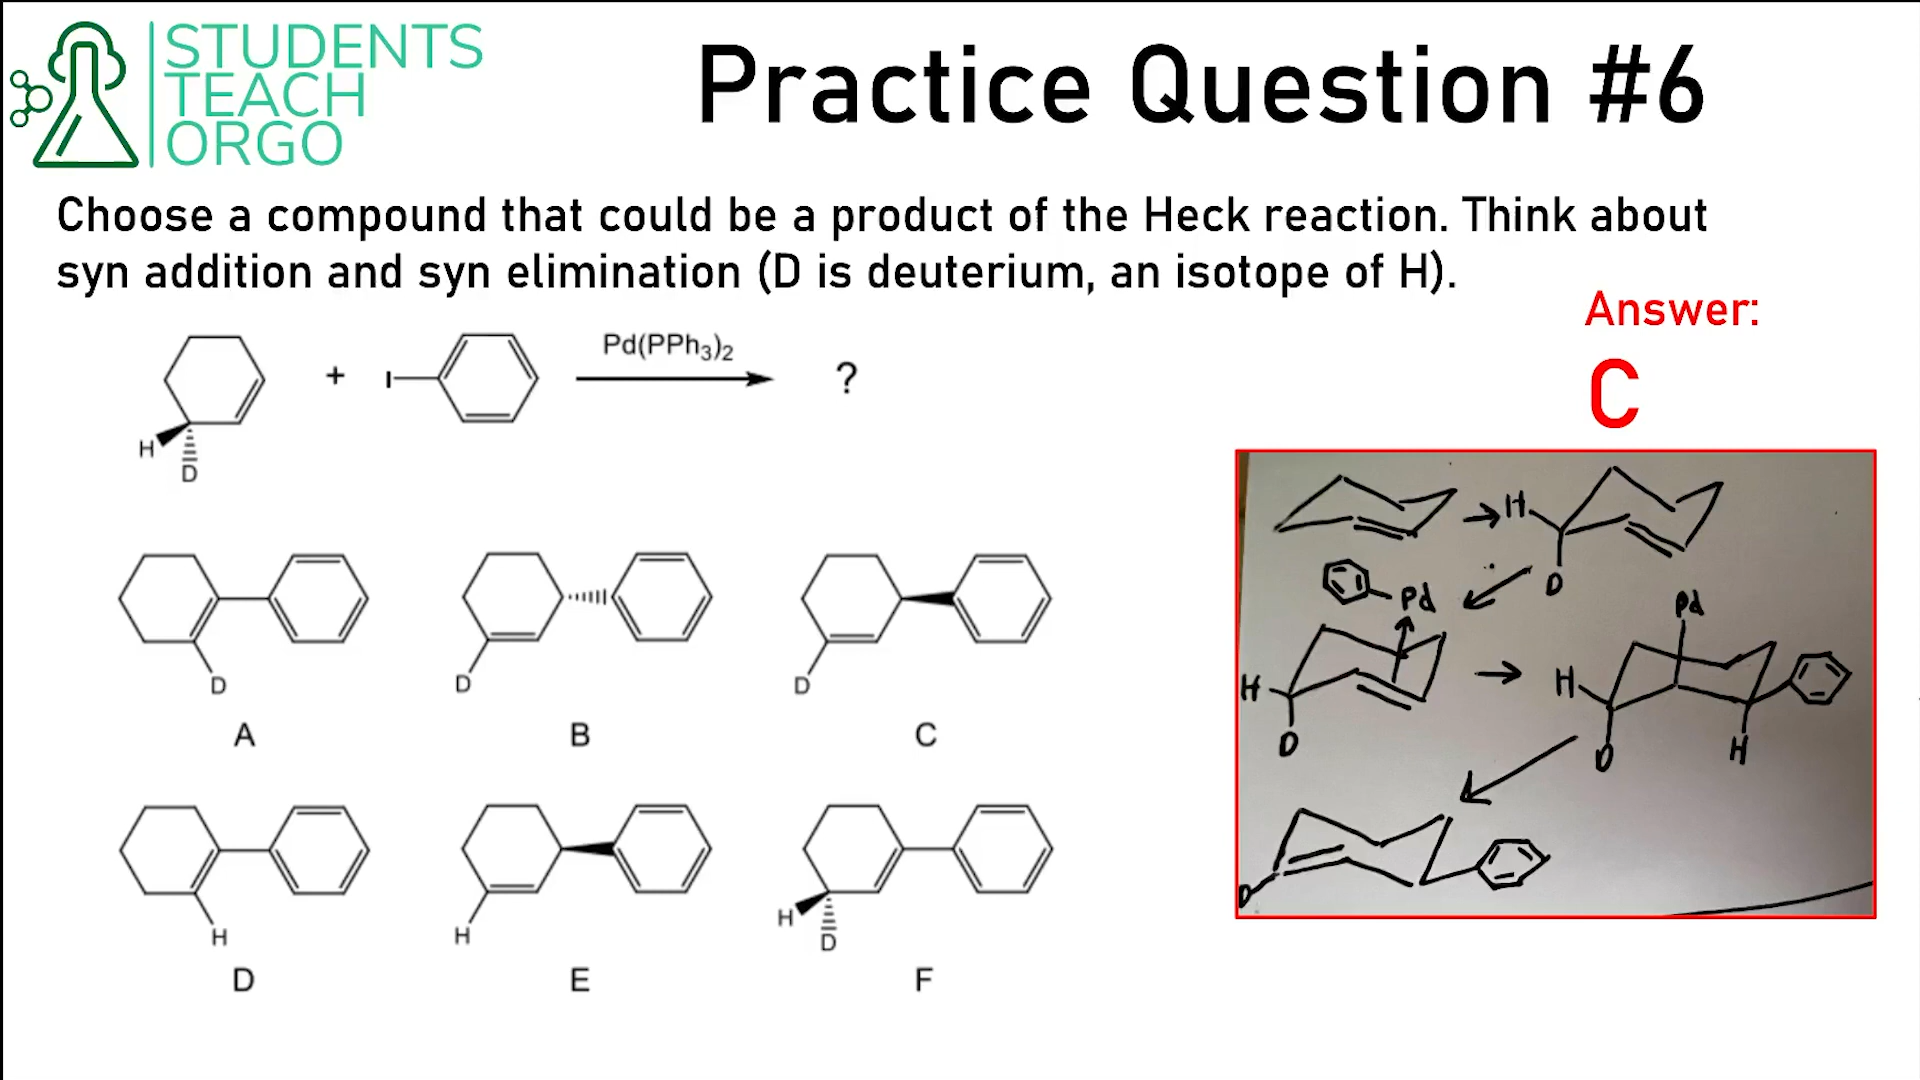 STUDENTS
TEACH
ORGO
Practice Question #6
Choose a compound that could be a product of the Heck reaction. Think about
syn addition and syn elimination (D is deuterium, an isotope of H).
Answer:
C
+
I
Pd(PPh3)2
?
H
D
D
A
D
B
D
C
H
D
H
E
H
D
F
H
D
Pd
H
D
Pd
H
D
H
D